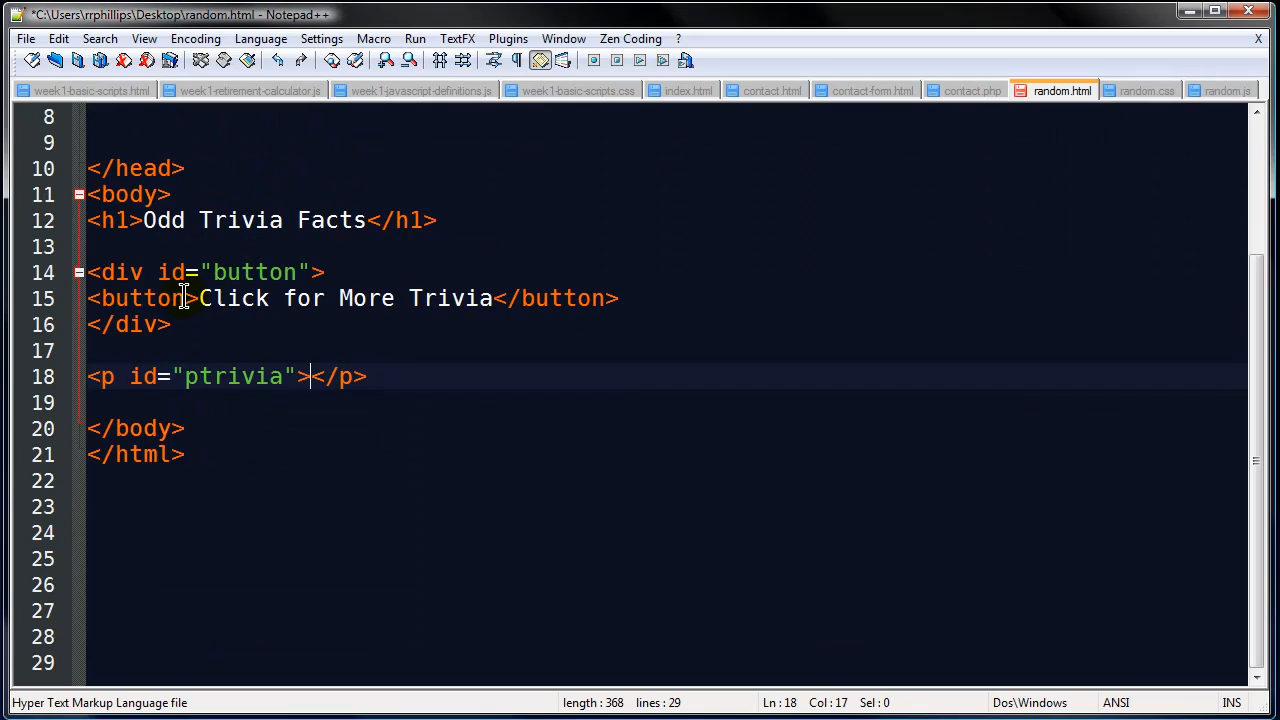 *C:\Users\rrphillips\Desktop\random.html - Notepad++
File Edit Search View Encoding Language Settings Macro Run TextFX Plugins Window Zen Coding ? X
week1-basic-scripts.html week1-retirement-calculator.js week1-javascript-definitions.js week1-basic-scripts.css index.html contact.html contact-form.html contact.php random.html random.css random.js
8
9
10 </head>
11 <body>
12 <h1>Odd Trivia Facts</h1>
13
14 <div id="button">
15 <button>Click for More Trivia</button>
16 </div>
17
18 <p id="ptrivia"></p>
19
20 </body>
21 </html>
22
23
24
25
26
27
28
29
Hyper Text Markup Language file length : 368 lines : 29 Ln : 18 Col : 17 Sel : 0 Dos\Windows ANSI INS